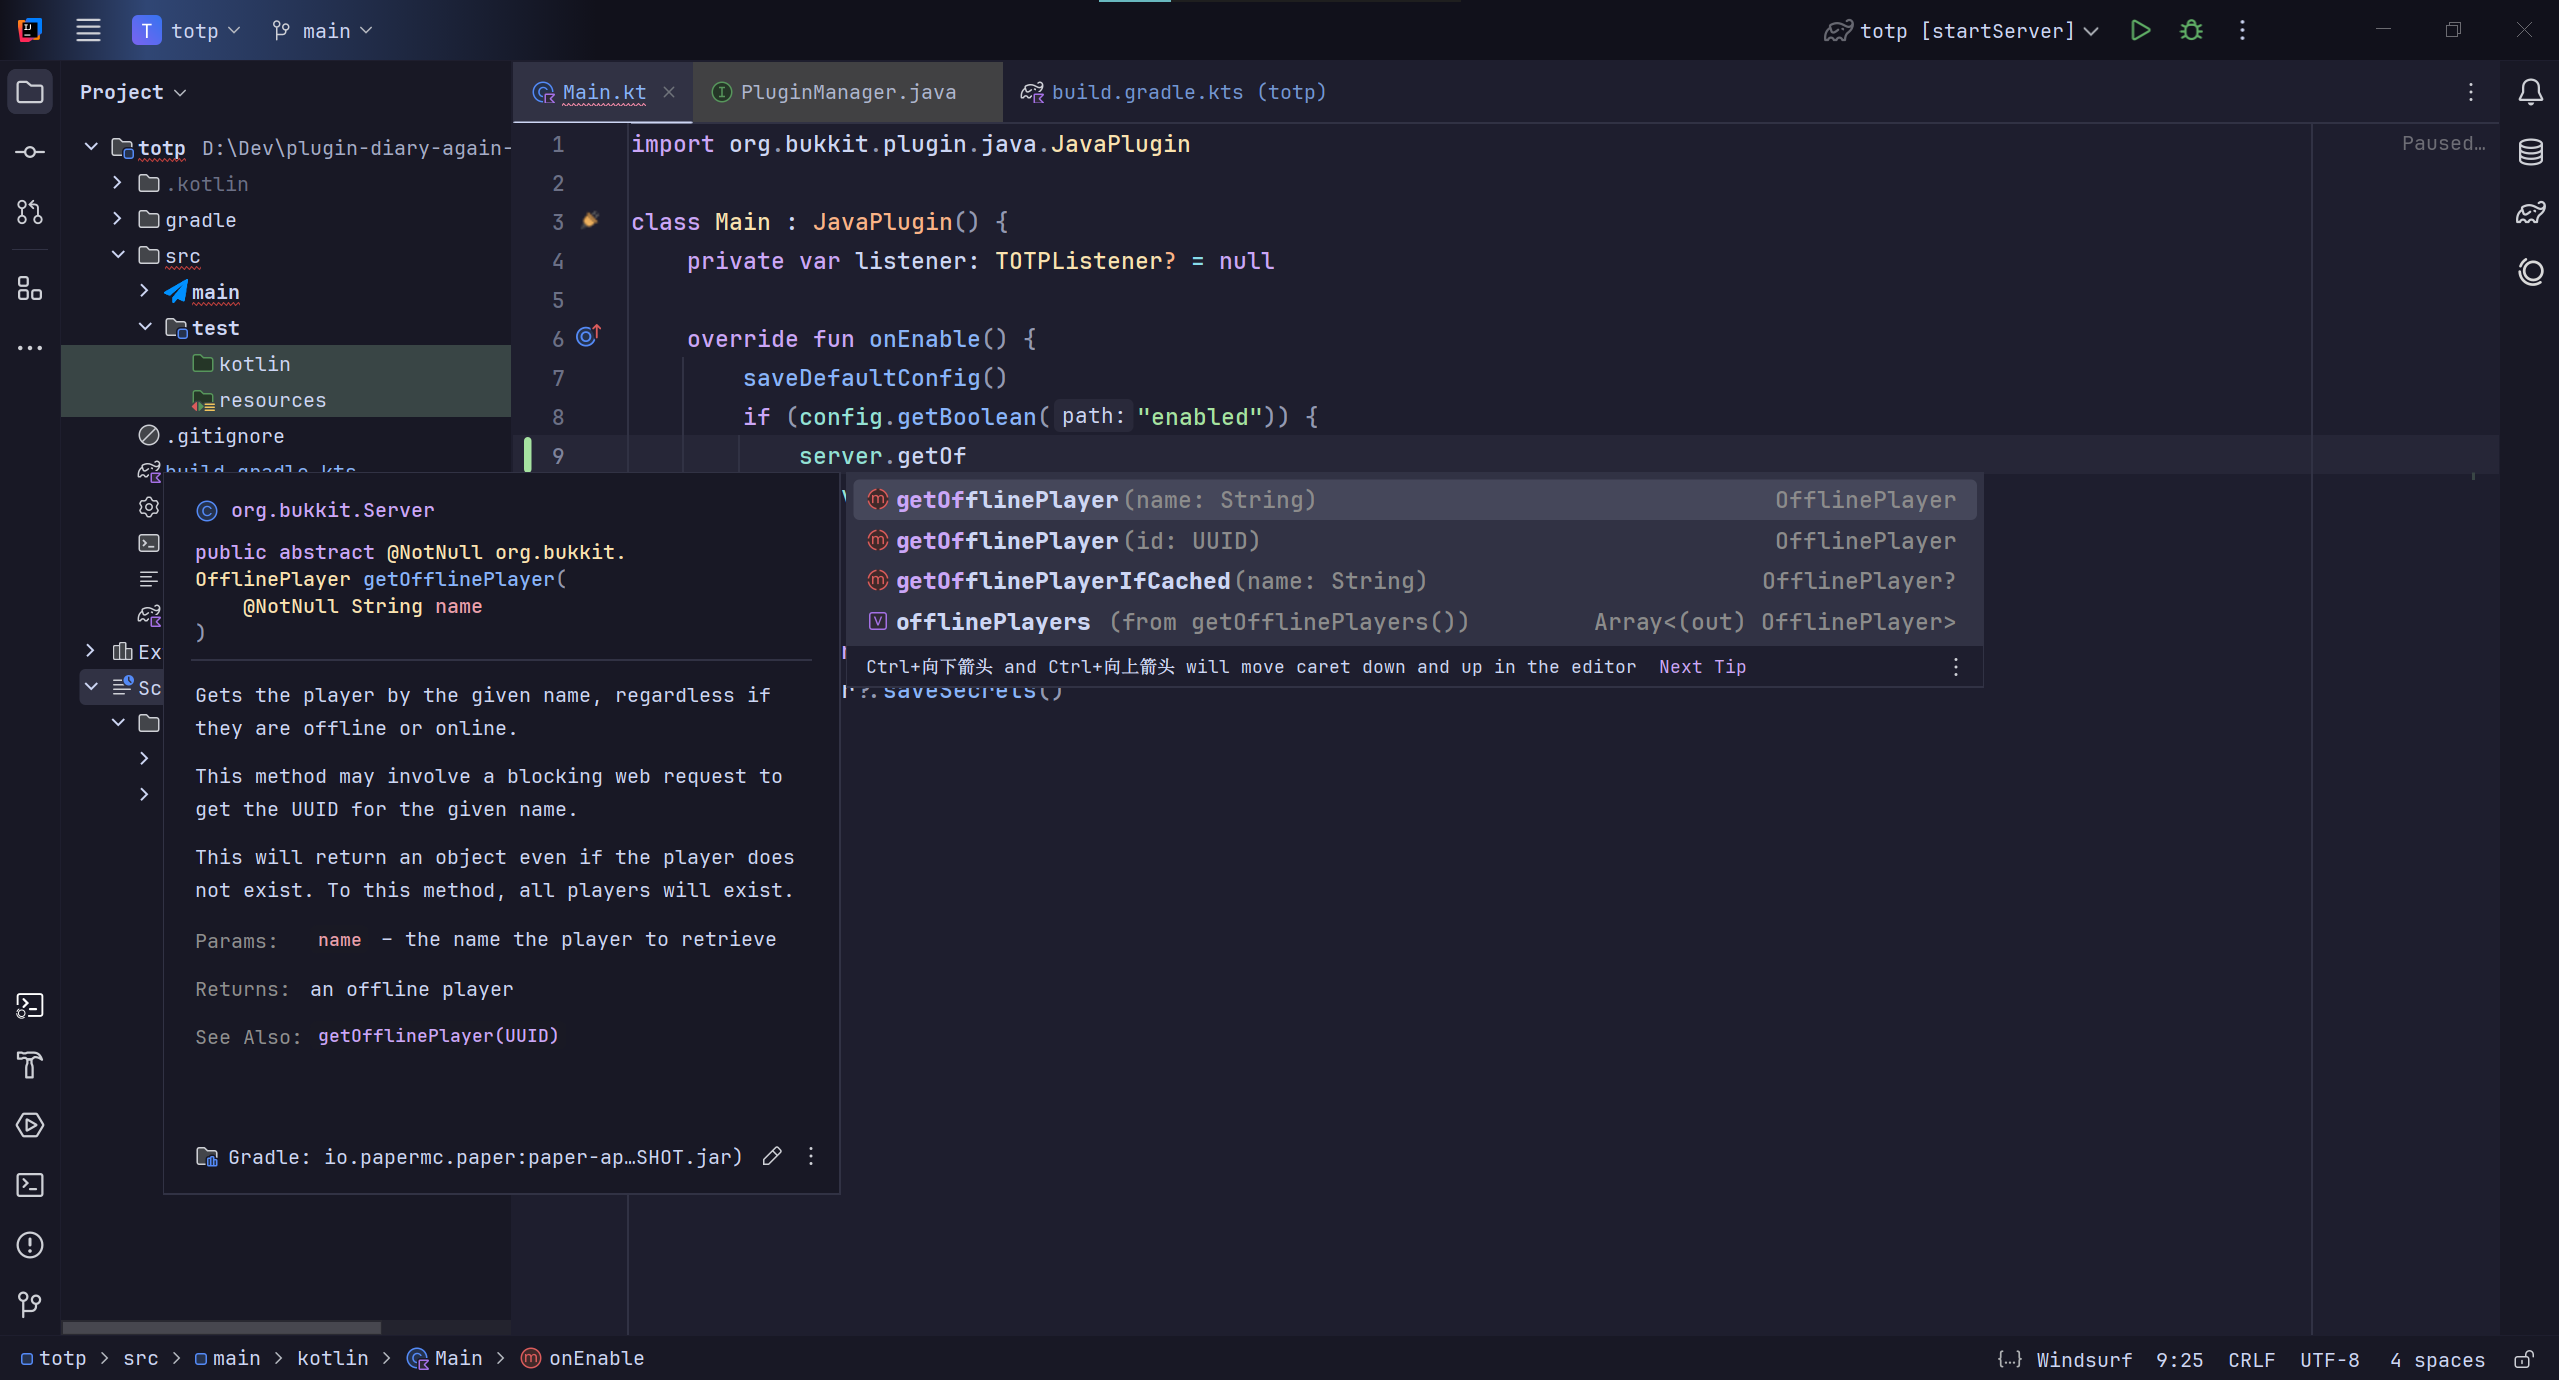 T totp main
totp [startServer]
Project
Main.kt
PluginManager.java
build.gradle.kts (totp)
totp D:\Dev\plugin-diary-again-
.kotlin
gradle
src
main
test
kotlin
resources
.gitignore
build.gradle.kts
Ex
Sc
1 import org.bukkit.plugin.java.JavaPlugin
2
3 class Main : JavaPlugin() {
4 private var listener: TOTPListener? = null
5
6 override fun onEnable() {
7 saveDefaultConfig()
8 if (config.getBoolean( path: "enabled")) {
9 server.getOf
Paused…
getOfflinePlayer(name: String) OfflinePlayer
getOfflinePlayer(id: UUID) OfflinePlayer
getOfflinePlayerIfCached(name: String) OfflinePlayer?
offlinePlayers (from getOfflinePlayers()) Array<(out) OfflinePlayer>
Ctrl+向下箭头 and Ctrl+向上箭头 will move caret down and up in the editor Next Tip
?.saveSecrets()
org.bukkit.Server
public abstract @NotNull org.bukkit.
OfflinePlayer getOfflinePlayer(
@NotNull String name
)
Gets the player by the given name, regardless if
they are offline or online.
This method may involve a blocking web request to
get the UUID for the given name.
This will return an object even if the player does
not exist. To this method, all players will exist.
Params: name – the name the player to retrieve
Returns: an offline player
See Also: getOfflinePlayer(UUID)
Gradle: io.papermc.paper:paper-ap…SHOT.jar)
totp > src > main > kotlin > Main > onEnable
{…} Windsurf 9:25 CRLF UTF-8 4 spaces